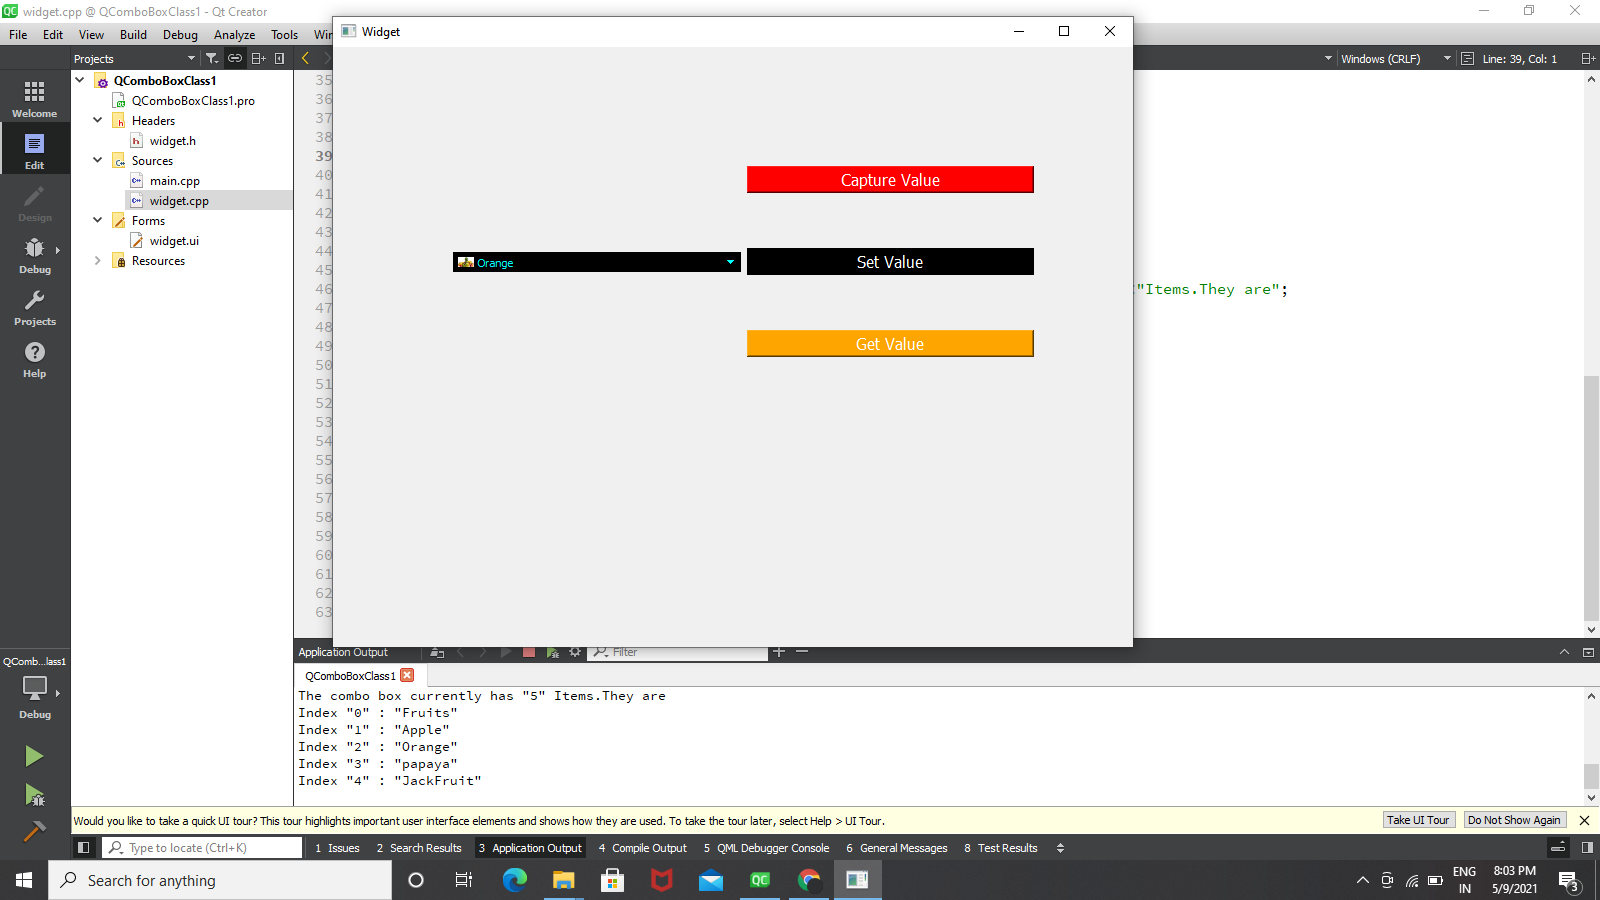 widget.cpp @ QComboBoxClass1 - Qt Creator
File Edit View Build Debug Analyze Tools
Widget
Projects
Windows (CRLF)
Line: 39, Col: 1
QComboBoxClass1
QComboBoxClass1.pro
Headers
widget.h
Sources
main.cpp
widget.cpp
Forms
widget.ui
Resources
Welcome
Edit
Design
Debug
Projects
Help
QComb...lass1
Debug
35
36
37
38
39
40
41
42
43
44
45
46
47
48
49
50
51
52
53
54
55
56
57
58
59
60
61
62
63
"Items.They are";
Capture Value
Orange
Set Value
Get Value
Application Output
Filter
QComboBoxClass1
The combo box currently has "5" Items.They are
Index "0" : "Fruits"
Index "1" : "Apple"
Index "2" : "Orange"
Index "3" : "papaya"
Index "4" : "JackFruit"
Would you like to take a quick UI tour? This tour highlights important user interface elements and shows how they are used. To take the tour later, select Help > UI Tour.
Take UI Tour
Do Not Show Again
Type to locate (Ctrl+K)
1 Issues 2 Search Results 3 Application Output 4 Compile Output 5 QML Debugger Console 6 General Messages 8 Test Results
Search for anything
QC
ENG
IN
8:03 PM
5/9/2021
3